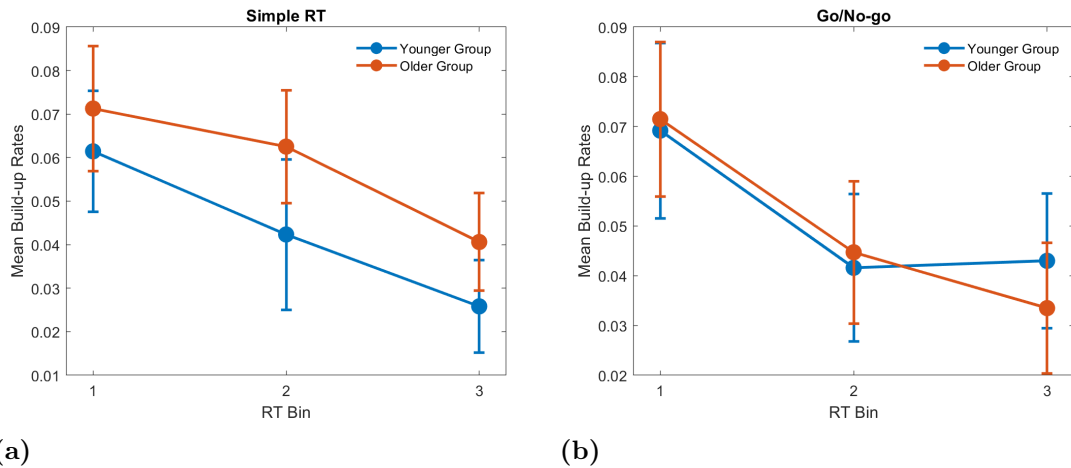 Simple RT
0.09
0.08
0.07
0.06
0.05
0.04
0.03
0.02
0.01
Mean Build-up Rates
Younger Group
Older Group
1 2 3
RT Bin
(a)
Go/No-go
0.09
0.08
0.07
0.06
0.05
0.04
0.03
0.02
Mean Build-up Rates
Younger Group
Older Group
1 2 3
RT Bin
(b)